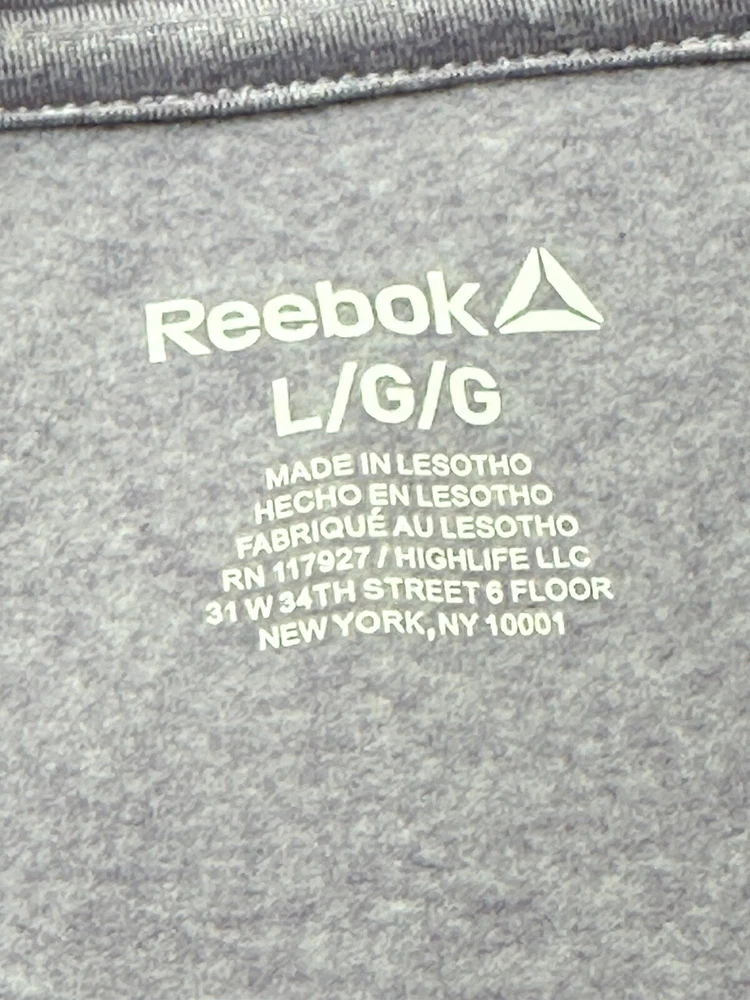 Reebok
L/G/G
MADE IN LESOTHO
HECHO EN LESOTHO
FABRIQUÉ AU LESOTHO
RN 117927 / HIGHLIFE LLC
31 W 34TH STREET 6 FLOOR
NEW YORK, NY 10001